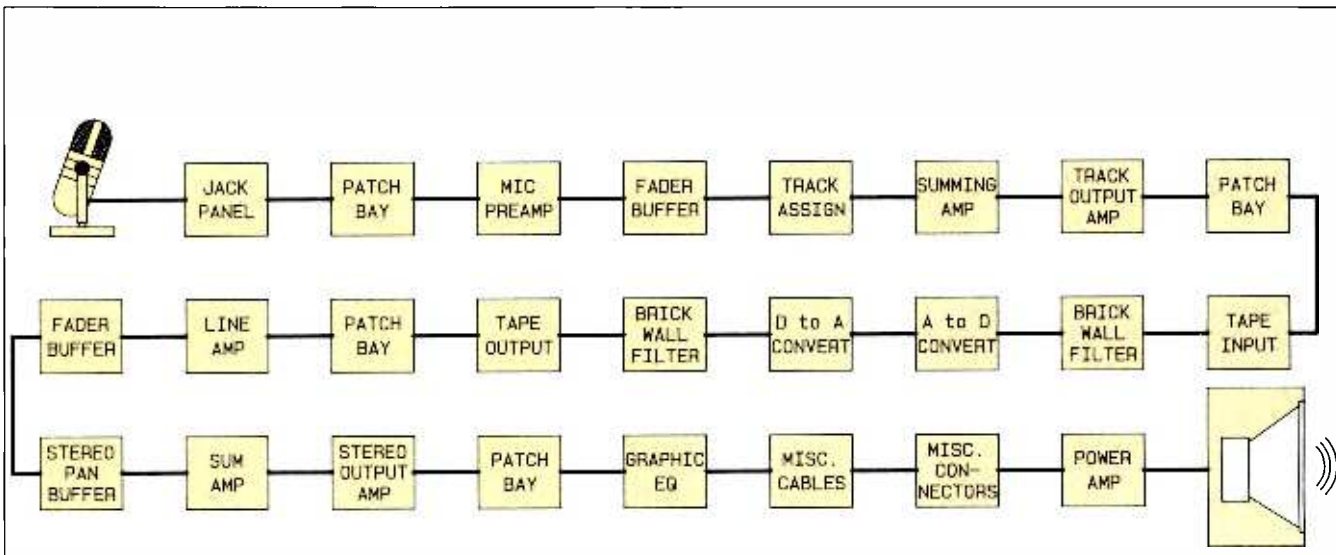 JACK
PANEL
PATCH
BAY
MIC
PREAMP
FADER
BUFFER
TRACK
ASSIGN
SUMMING
AMP
TRACK
OUTPUT
AMP
PATCH
BAY
FADER
BUFFER
LINE
AMP
PATCH
BAY
TAPE
OUTPUT
BRICK
WALL
FILTER
D to A
CONVERT
A to D
CONVERT
BRICK
WALL
FILTER
TAPE
INPUT
STEREO
PAN
BUFFER
SUM
AMP
STEREO
OUTPUT
AMP
PATCH
BAY
GRAPHIC
EQ
MISC.
CABLES
MISC.
CON-
NECTORS
POWER
AMP